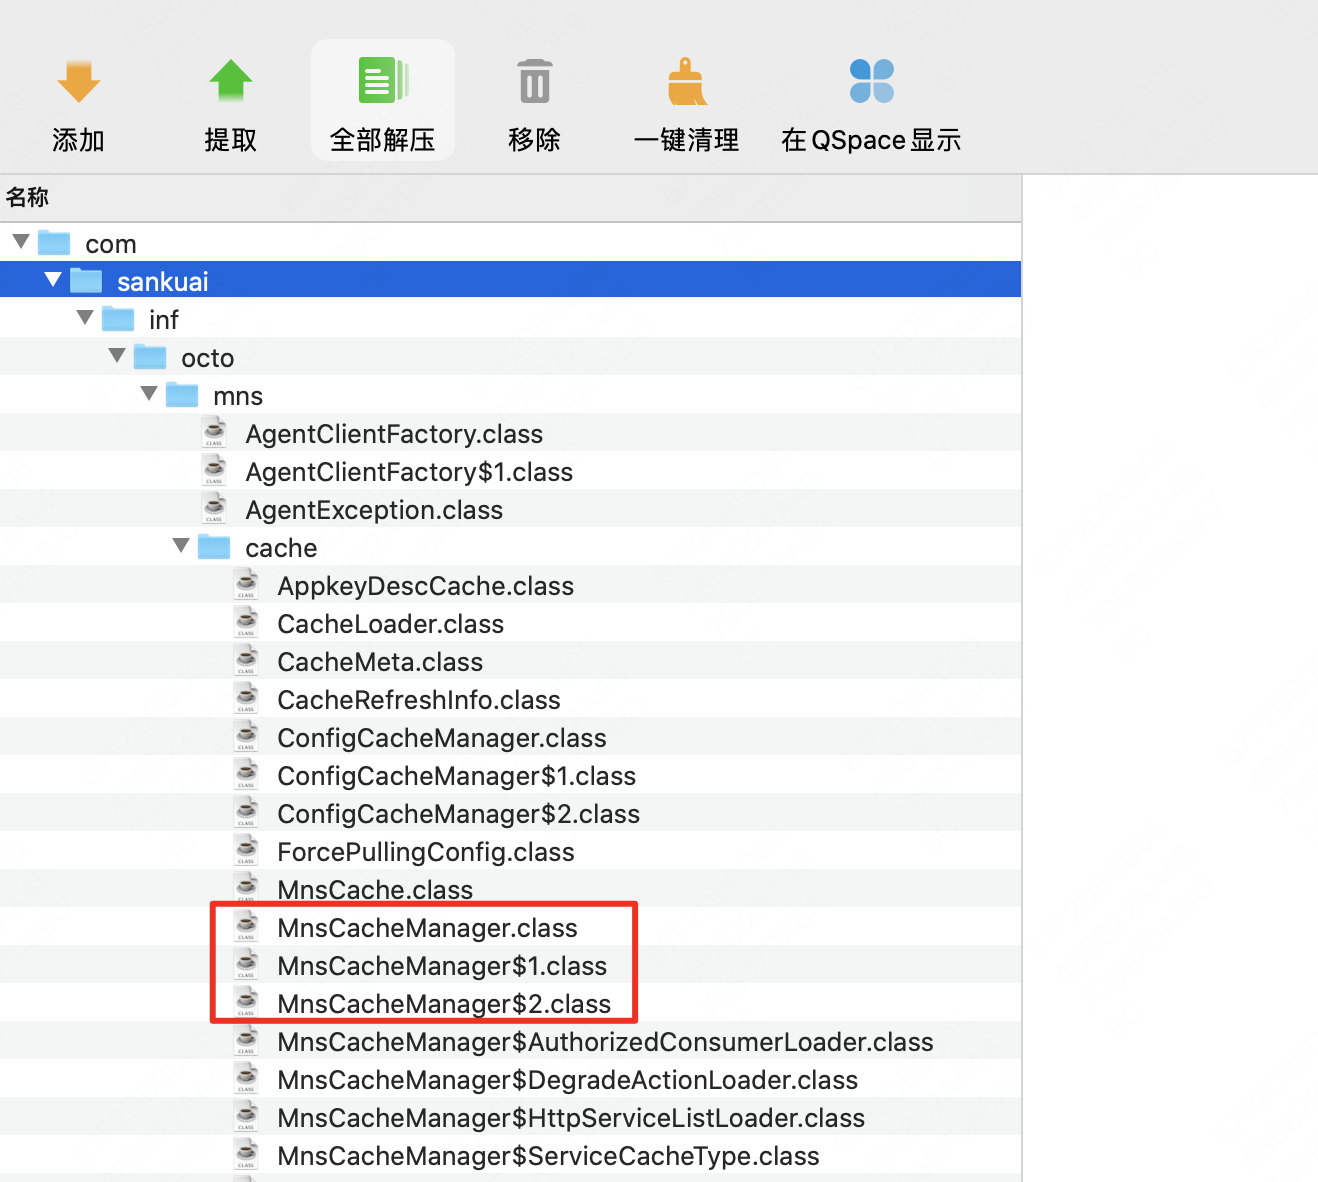 添加 提取 全部解压 移除 一键清理 在 QSpace 显示
名称
com
sankuai
inf
octo
mns
AgentClientFactory.class
AgentClientFactory$1.class
AgentException.class
cache
AppkeyDescCache.class
CacheLoader.class
CacheMeta.class
CacheRefreshInfo.class
ConfigCacheManager.class
ConfigCacheManager$1.class
ConfigCacheManager$2.class
ForcePullingConfig.class
MnsCache.class
MnsCacheManager.class
MnsCacheManager$1.class
MnsCacheManager$2.class
MnsCacheManager$AuthorizedConsumerLoader.class
MnsCacheManager$DegradeActionLoader.class
MnsCacheManager$HttpServiceListLoader.class
MnsCacheManager$ServiceCacheType.class